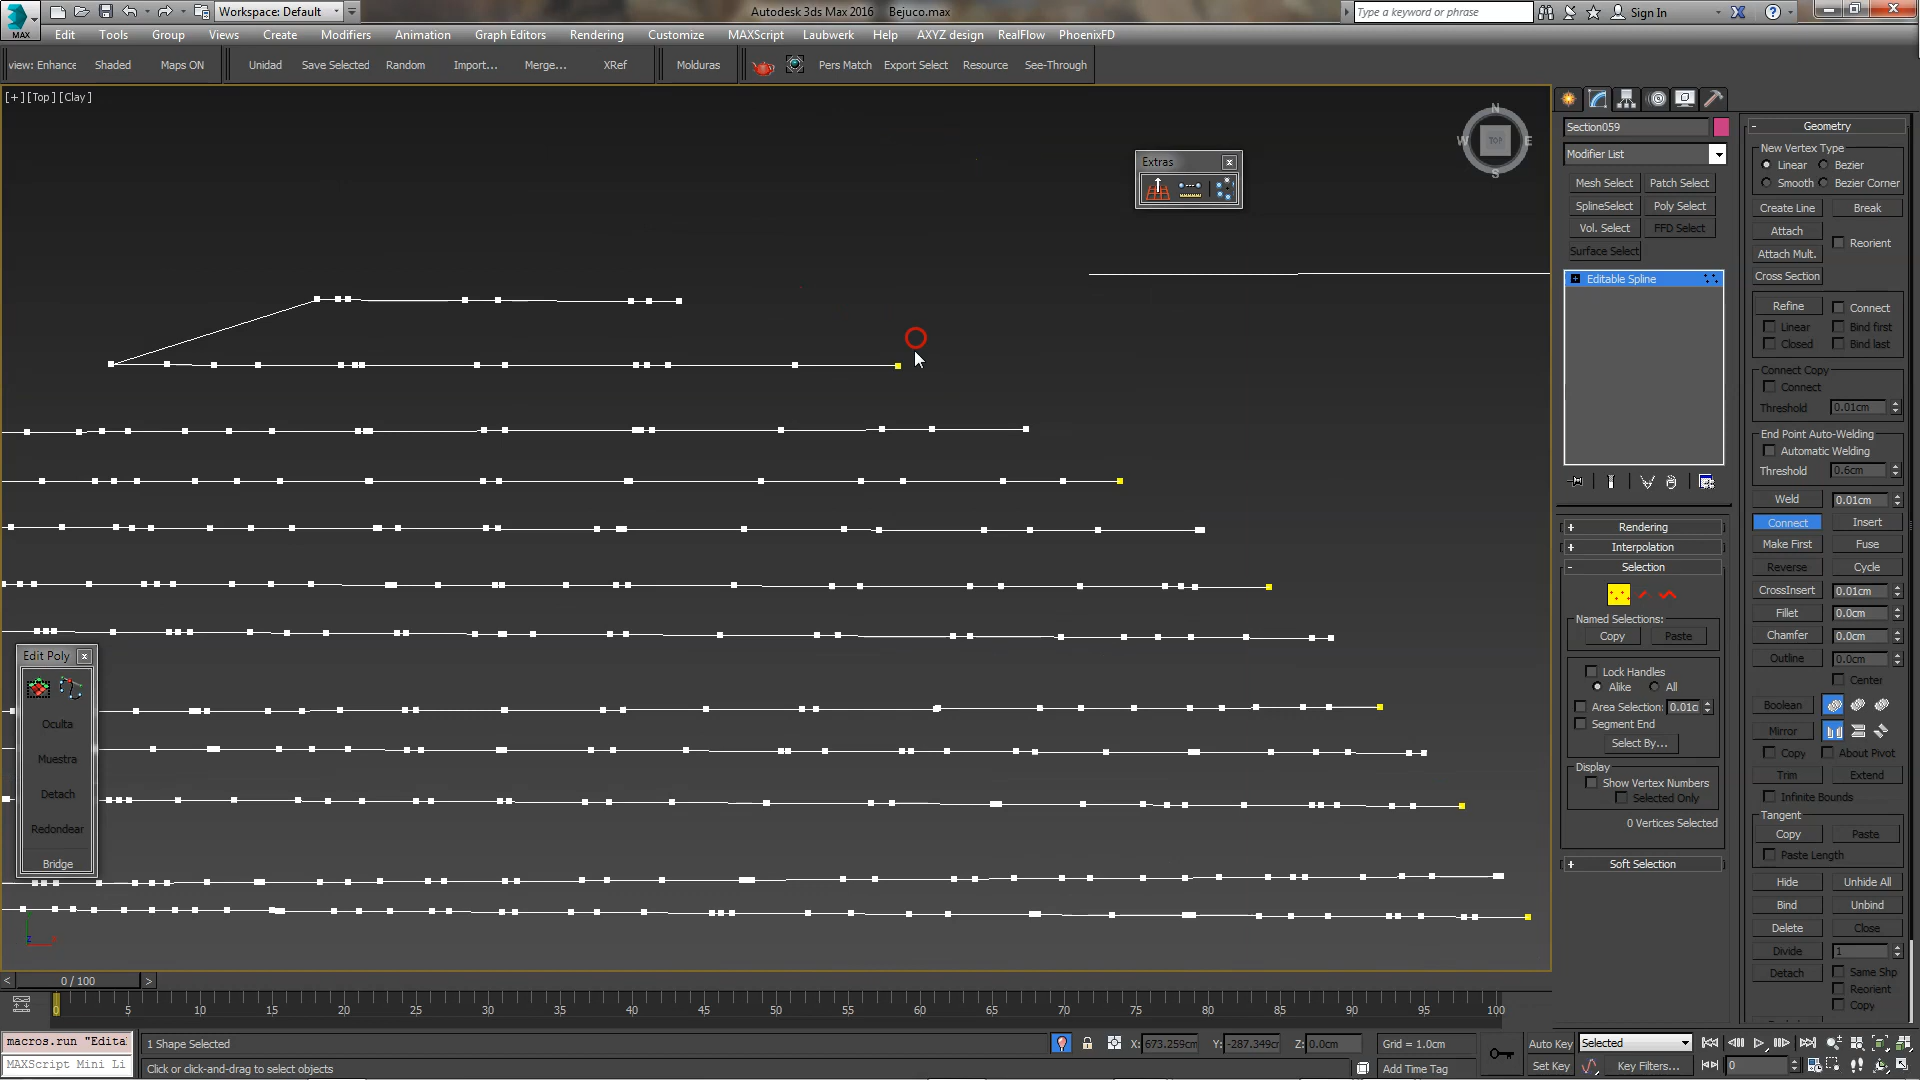 Workspace: Default
Autodesk 3ds Max 2016
Bejuco.max
Type a keyword or phrase
Sign In
MAX
Edit
Tools
Group
Views
Create
Modifiers
Animation
Graph Editors
Rendering
Customize
MAXScript
Laubwerk
Help
AXYZ design
RealFlow
PhoenixFD
view: Enhance
Shaded
Maps ON
Unidad
Save Selected
Random
Import...
Merge...
XRef
Molduras
Pers Match
Export Select
Resource
See-Through
[+] [Top] [Clay]
N
W
TOP
E
S
Extras
Edit Poly
Oculta
Muestra
Detach
Redondear
Bridge
Section059
Modifier List
Mesh Select
Patch Select
SplineSelect
Poly Select
Vol. Select
FFD Select
Surface Select
Editable Spline
Rendering
Interpolation
Selection
Named Selections:
Copy
Paste
Lock Handles
Alike
All
Area Selection:
Segment End
Select By...
Display
Show Vertex Numbers
Selected Only
0 Vertices Selected
Soft Selection
Geometry
New Vertex Type
Linear
Bezier
Smooth
Bezier Corner
Create Line
Break
Attach
Reorient
Attach Mult.
Cross Section
Refine
Connect
Linear
Bind first
Closed
Bind last
Connect Copy
Connect
Threshold
0.01cm
End Point Auto-Welding
Automatic Welding
Threshold
0.6cm
Weld
0.01cm
Connect
Insert
Make First
Fuse
Reverse
Cycle
CrossInsert
0.01cm
Fillet
0.0cm
Chamfer
0.0cm
Outline
0.0cm
Center
Boolean
Mirror
Copy
About Pivot
Trim
Extend
Infinite Bounds
Tangent
Copy
Paste
Paste Length
Hide
Unhide All
Bind
Unbind
Delete
Close
Divide
1
Detach
Same Shp
Reorient
Copy
<
0 / 100
>
0
5
10
15
20
25
30
35
40
45
50
55
60
65
70
75
80
85
90
95
100
macros.run "Edita
MAXScript Mini Li
1 Shape Selected
Click or click-and-drag to select objects
X:
Y:
Z:
0.0cm
Grid = 1.0cm
Add Time Tag
Auto Key
Selected
Set Key
Key Filters...
0